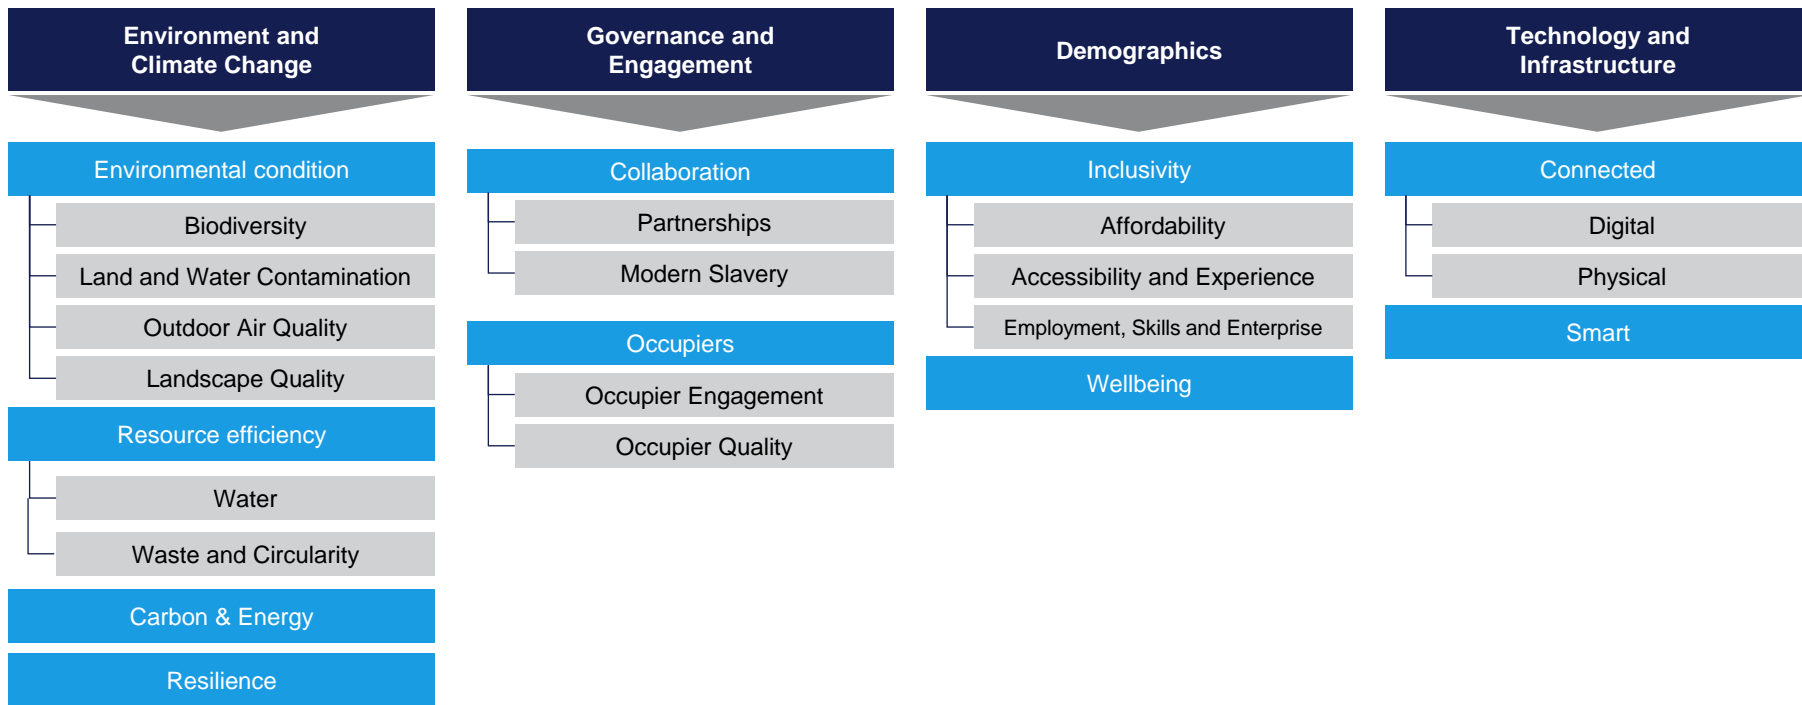 Environment and
Climate Change
Environmental condition
Biodiversity
Land and Water Contamination
Outdoor Air Quality
Landscape Quality
Resource efficiency
Water
Waste and Circularity
Carbon & Energy
Resilience
Governance and
Engagement
Collaboration
Partnerships
Modern Slavery
Occupiers
Occupier Engagement
Occupier Quality
Demographics
Inclusivity
Affordability
Accessibility and Experience
Employment, Skills and Enterprise
Wellbeing
Technology and
Infrastructure
Connected
Digital
Physical
Smart